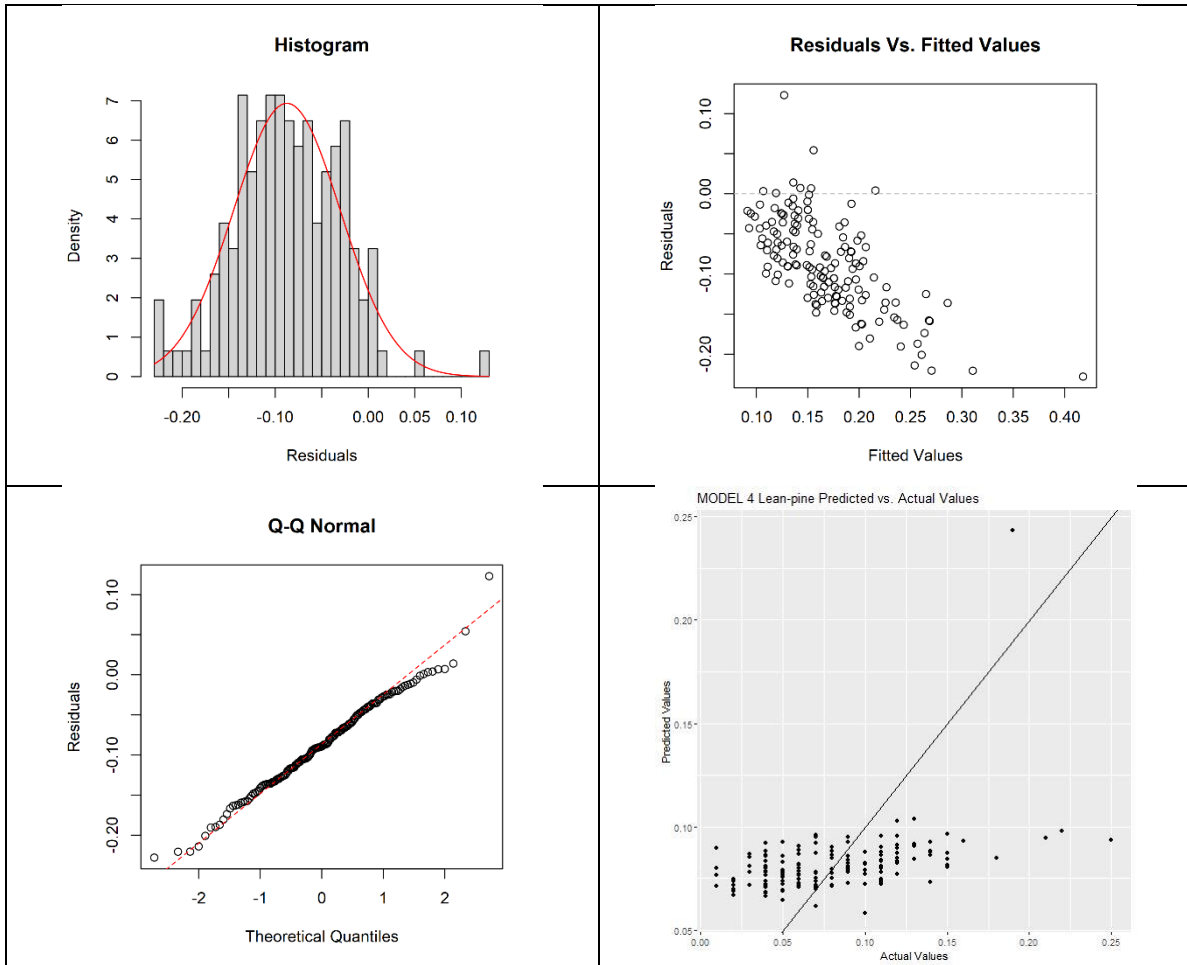 Histogram
Density
0 1 2 3 4 5 6 7
-0.20 -0.10 0.00 0.10
Residuals
Residuals Vs. Fitted Values
Residuals
-0.20 -0.10 0.00 0.10
0.10 0.15 0.20 0.25 0.30 0.35 0.40
Fitted Values
Q-Q Normal
Residuals
-0.20 -0.10 0.00 0.10
-2 -1 0 1 2
Theoretical Quantiles
MODEL 4 Lean-pine Predicted vs. Actual Values
Predicted Values
0.25
0.20
0.15
0.10
0.05
0.00 0.05 0.10 0.15 0.20 0.25
Actual Values